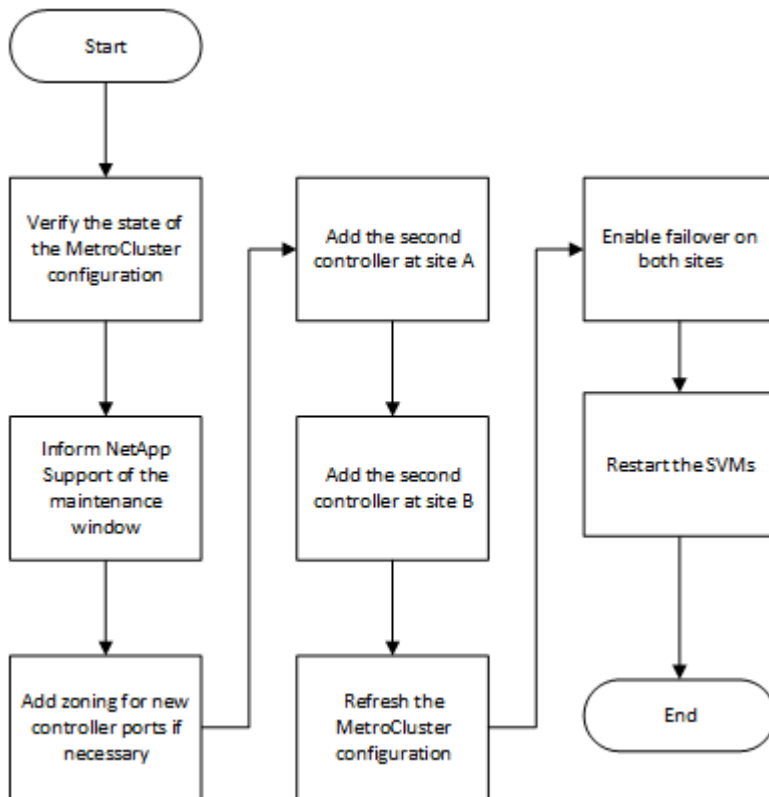 Start
Verify the state of
the MetroCluster
configuration
Inform NetApp
Support of the
maintenance
window
Add zoning for new
controller ports if
necessary
Add the second
controller at site A
Add the second
controller at site B
Refresh the
MetroCluster
configuration
Enable failover on
both sites
Restart the SVMs
End